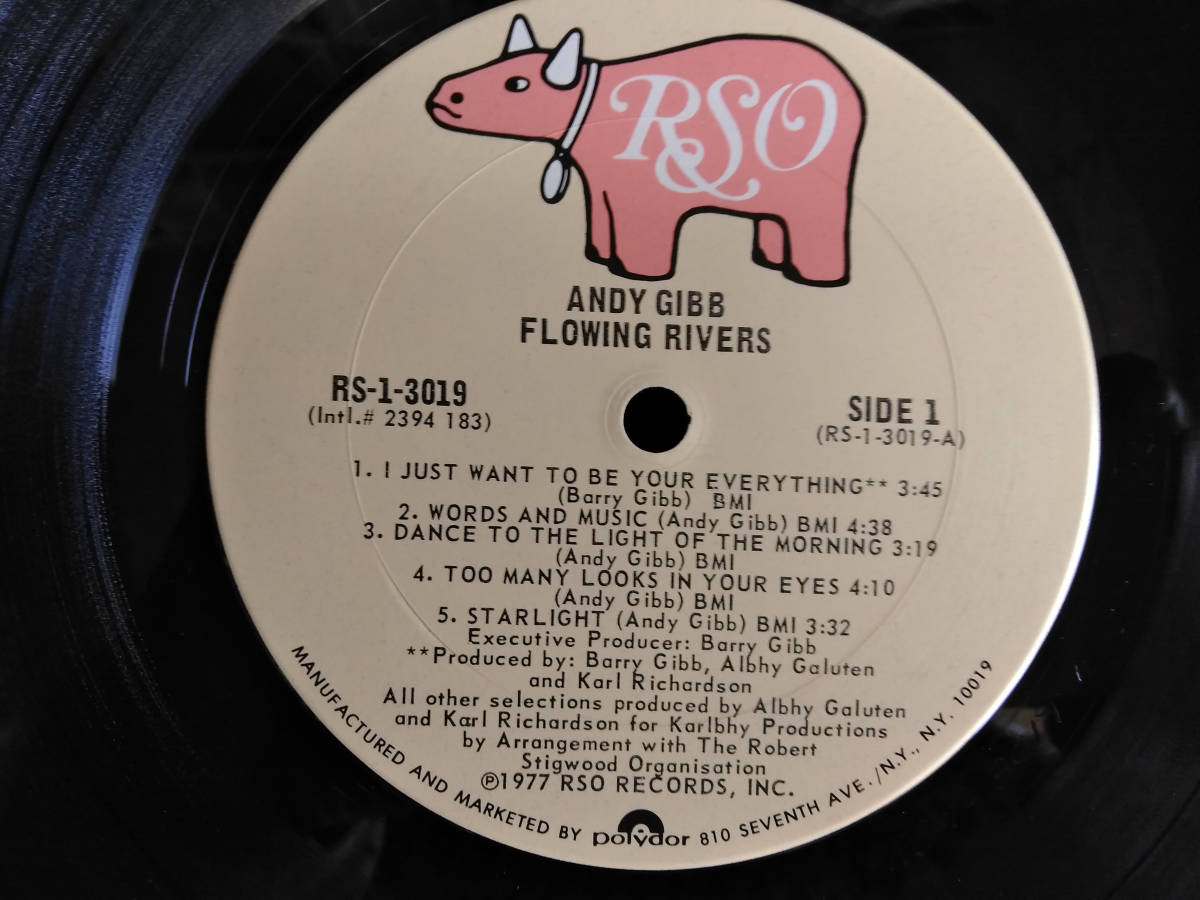 RSO
ANDY GIBB
FLOWING RIVERS
RS-1-3019
(Intl.# 2394 183)
SIDE 1
(RS-1-3019-A)
1. I JUST WANT TO BE YOUR EVERYTHING** 3:45
(Barry Gibb) BMI
2. WORDS AND MUSIC (Andy Gibb) BMI 4:38
3. DANCE TO THE LIGHT OF THE MORNING 3:19
(Andy Gibb) BMI
4. TOO MANY LOOKS IN YOUR EYES 4:10
(Andy Gibb) BMI
5. STARLIGHT (Andy Gibb) BMI 3:32
Executive Producer: Barry Gibb
**Produced by: Barry Gibb, Albhy Galuten
and Karl Richardson
All other selections produced by Albhy Galuten
and Karl Richardson for Karlbhy Productions
by Arrangement with The Robert
Stigwood Organisation
℗1977 RSO RECORDS, INC.
MANUFACTURED AND MARKETED BY polydor 810 SEVENTH AVE./N.Y., N.Y. 10019